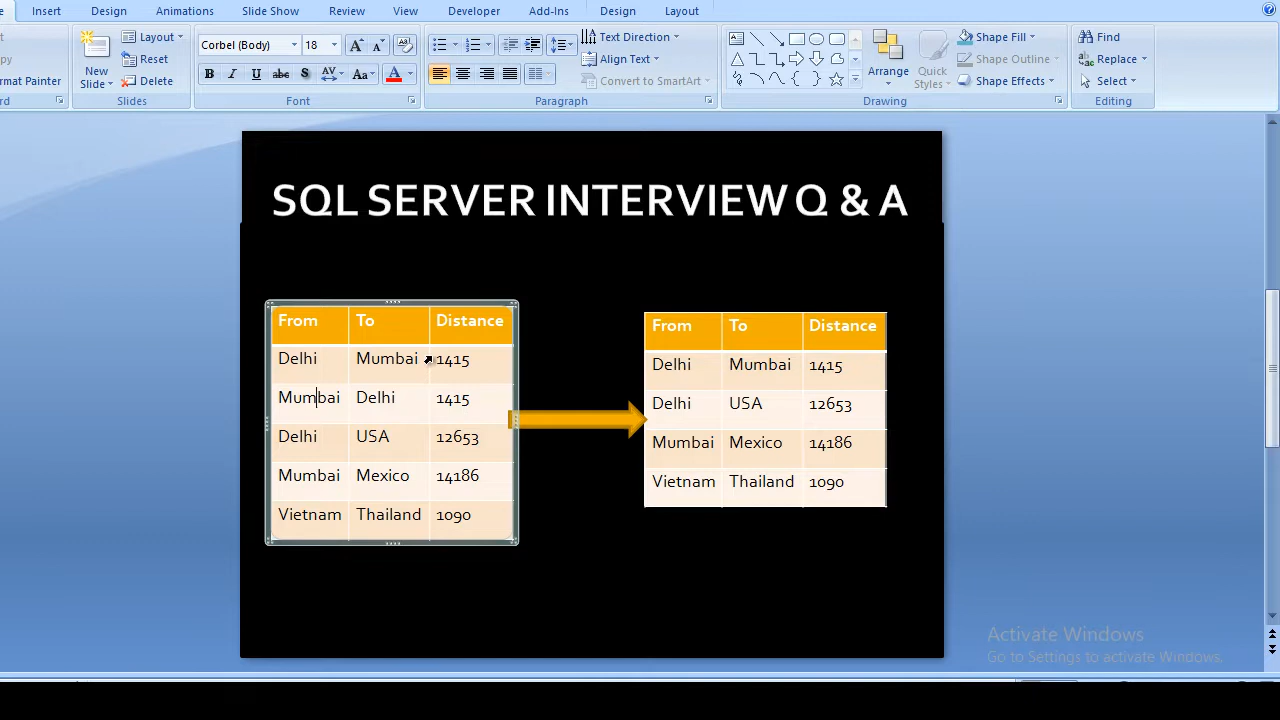 Insert Design Animations Slide Show Review View Developer Add-Ins Design Layout
Layout
Reset
New Slide
Delete
Format Painter
Slides
Corbel (Body) 18
B I U abc S AV Aa A
Font
Text Direction
Align Text
Convert to SmartArt
Paragraph
Arrange
Quick Styles
Shape Fill
Shape Outline
Shape Effects
Drawing
Find
Replace
Select
Editing
SQL SERVER INTERVIEW Q & A
From To Distance
Delhi Mumbai 1415
Mumbai Delhi 1415
Delhi USA 12653
Mumbai Mexico 14186
Vietnam Thailand 1090
From To Distance
Delhi Mumbai 1415
Delhi USA 12653
Mumbai Mexico 14186
Vietnam Thailand 1090
Activate Windows
Go to Settings to activate Windows.